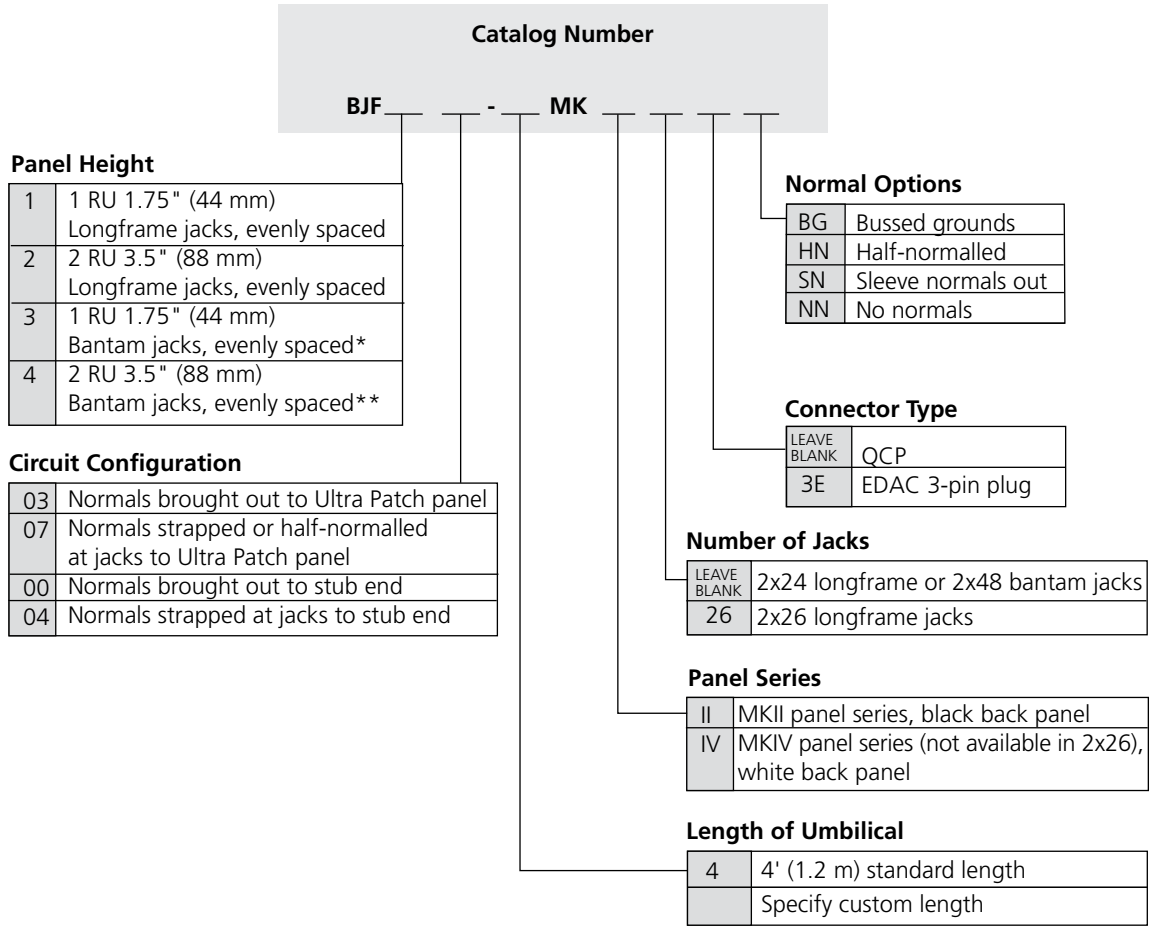 Catalog Number
BJF__ __ - __ MK __ __ __ __
Panel Height
1 1 RU 1.75" (44 mm)
Longframe jacks, evenly spaced
2 2 RU 3.5" (88 mm)
Longframe jacks, evenly spaced
3 1 RU 1.75" (44 mm)
Bantam jacks, evenly spaced*
4 2 RU 3.5" (88 mm)
Bantam jacks, evenly spaced**
Circuit Configuration
03 Normals brought out to Ultra Patch panel
07 Normals strapped or half-normalled
at jacks to Ultra Patch panel
00 Normals brought out to stub end
04 Normals strapped at jacks to stub end
Normal Options
BG Bussed grounds
HN Half-normalled
SN Sleeve normals out
NN No normals
Connector Type
LEAVE
BLANK QCP
3E EDAC 3-pin plug
Number of Jacks
LEAVE
BLANK 2x24 longframe or 2x48 bantam jacks
26 2x26 longframe jacks
Panel Series
II MKII panel series, black back panel
IV MKIV panel series (not available in 2x26),
white back panel
Length of Umbilical
4 4' (1.2 m) standard length
Specify custom length